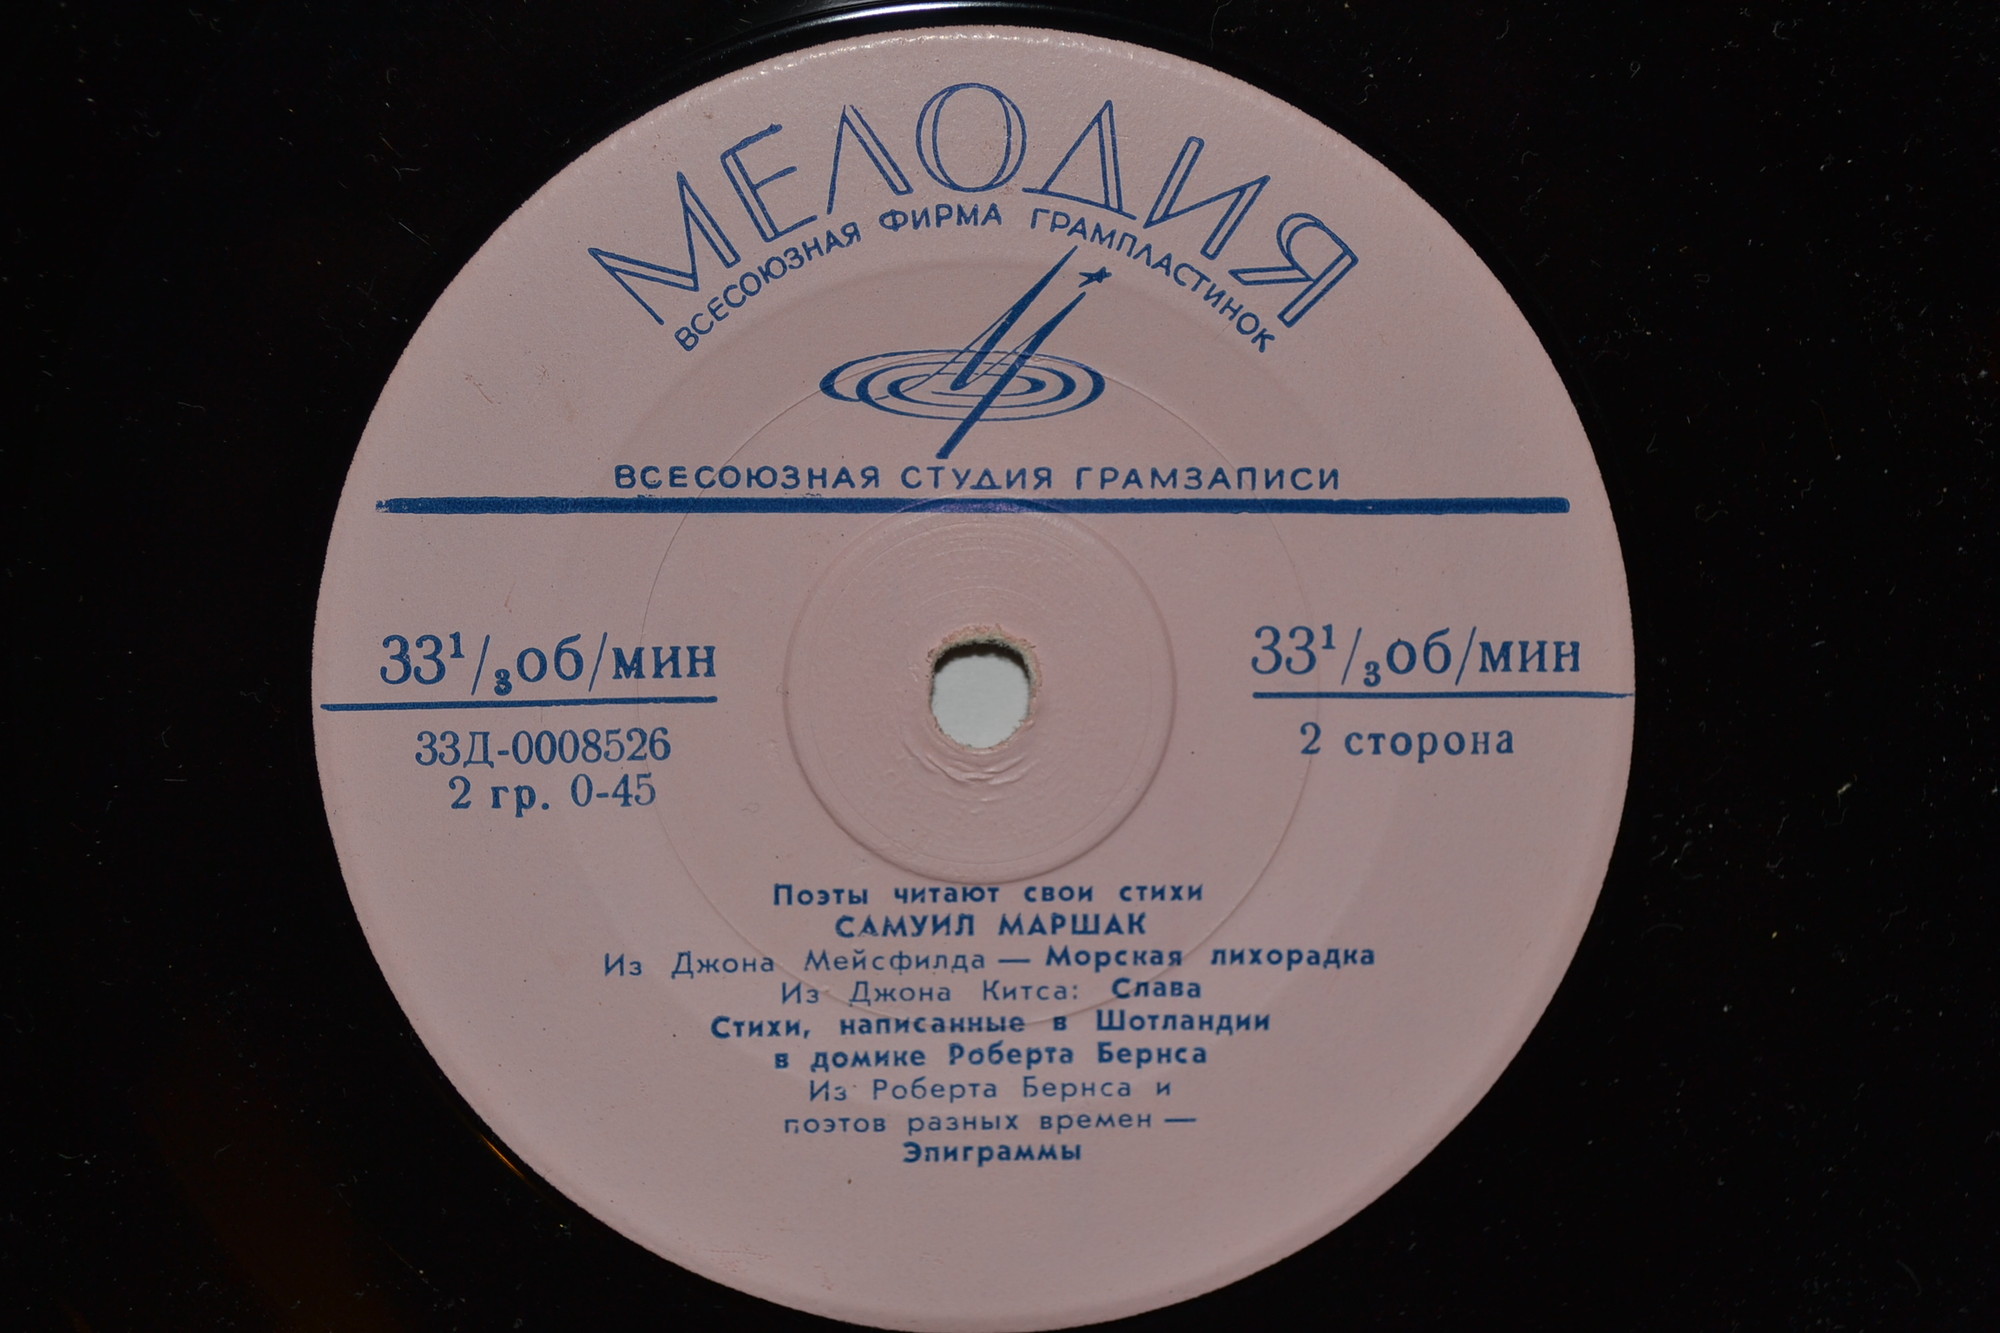 МЕЛОДИЯ
ВСЕСОЮЗНАЯ ФИРМА ГРАМПЛАСТИНОК
ВСЕСОЮЗНАЯ СТУДИЯ ГРАМЗАПИСИ
33¹/₃об/мин
33Д-0008526
2 гр. 0-45
33¹/₃об/мин
2 сторона
Поэты читают свои стихи
САМУИЛ МАРШАК
Из Джона Мейсфилда — Морская лихорадка
Из Джона Китса: Слава
Стихи, написанные в Шотландии
в домике Роберта Бернса
Из Роберта Бернса и
поэтов разных времен —
Эпиграммы